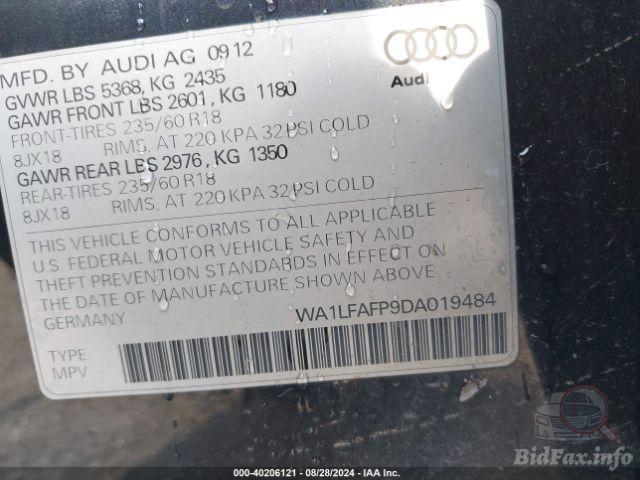 MFD. BY AUDI AG 09 12
GVWR LBS 5368, KG 2435
GAWR FRONT LBS 2601, KG 1180
FRONT-TIRES 235/60 R18
8JX18 RIMS, AT 220 KPA 32 PSI COLD
GAWR REAR LBS 2976, KG 1350
REAR-TIRES 235/60 R18
8JX18 RIMS, AT 220 KPA 32 PSI COLD
Audi
THIS VEHICLE CONFORMS TO ALL APPLICABLE
U.S. FEDERAL MOTOR VEHICLE SAFETY AND
THEFT PREVENTION STANDARDS IN EFFECT ON
THE DATE OF MANUFACTURE SHOWN ABOVE.
GERMANY WA1LFAFP9DA019484
TYPE:
MPV
BidFax.info
000-40206121 - 08/28/2024 - IAA Inc.